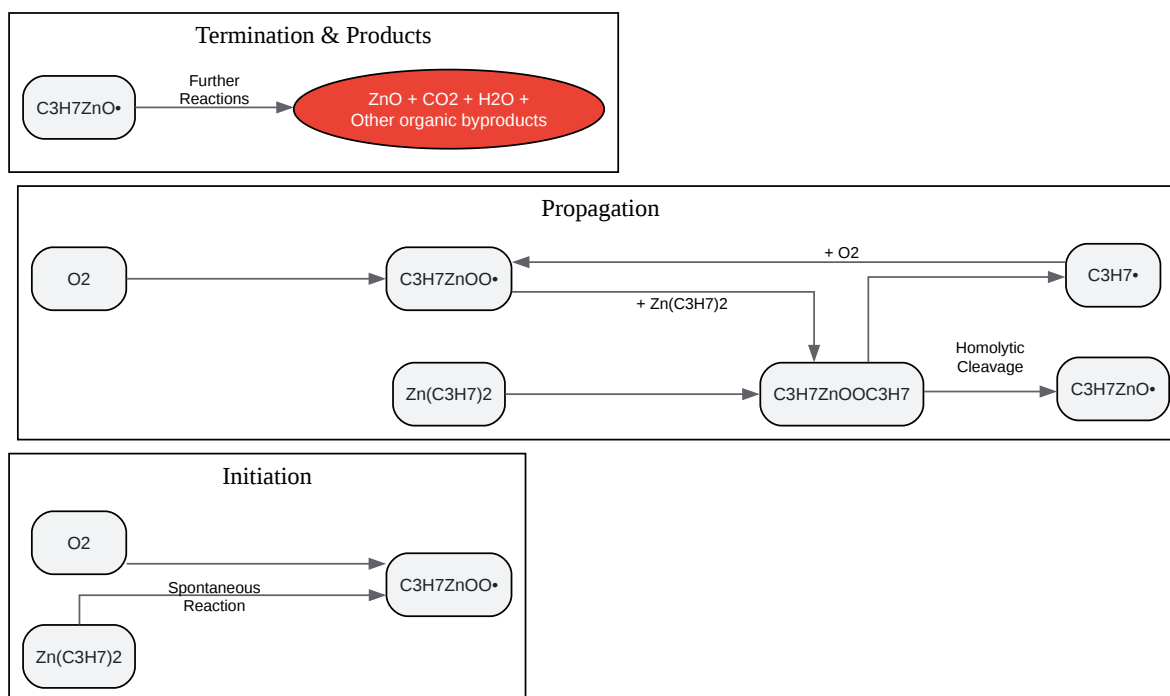 Termination & Products
C3H7ZnO•
Further
Reactions
ZnO + CO2 + H2O +
Other organic byproducts
Propagation
O2
C3H7ZnOO•
+ O2
C3H7•
+ Zn(C3H7)2
Zn(C3H7)2
C3H7ZnOOC3H7
Homolytic
Cleavage
C3H7ZnO•
Initiation
O2
Spontaneous
Reaction
C3H7ZnOO•
Zn(C3H7)2